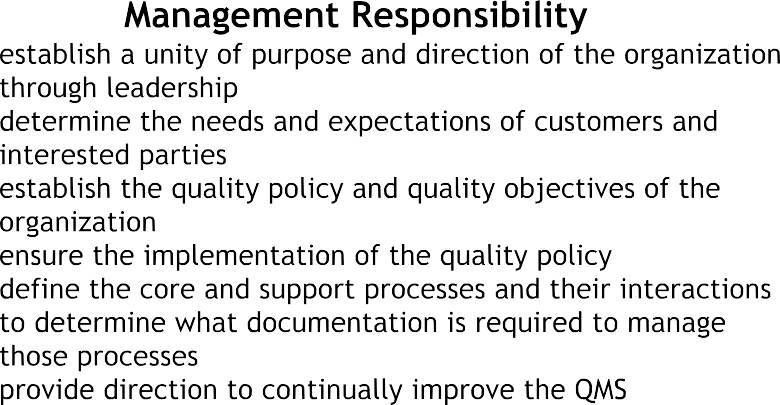 Management Responsibility
establish a unity of purpose and direction of the organization
through leadership
determine the needs and expectations of customers and
interested parties
establish the quality policy and quality objectives of the
organization
ensure the implementation of the quality policy
define the core and support processes and their interactions
to determine what documentation is required to manage
those processes
provide direction to continually improve the QMS